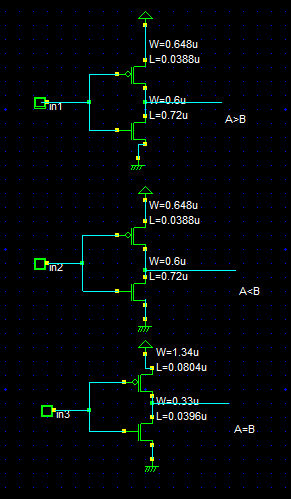 W=0.648u
L=0.0388u
in1
W=0.6u
L=0.72u
A>B
W=0.648u
L=0.0388u
in2
W=0.6u
L=0.72u
A<B
W=1.34u
L=0.0804u
in3
W=0.33u
L=0.0396u
A=B